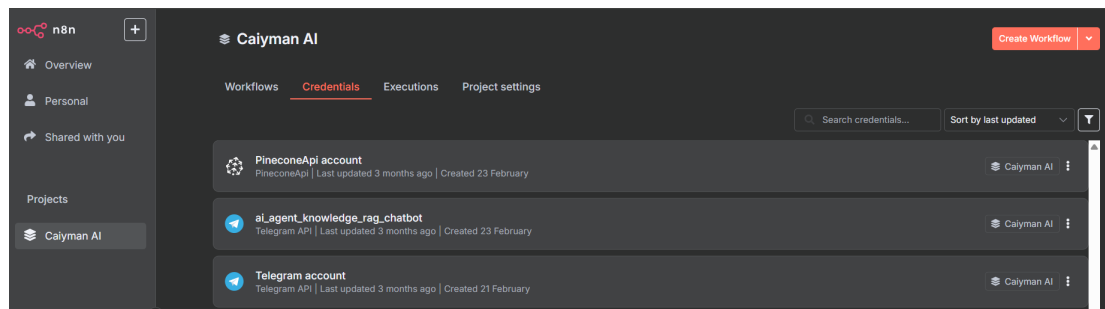 n8n
+
Overview
Personal
Shared with you
Projects
Caiyman AI
Caiyman AI
Create Workflow
Workflows Credentials Executions Project settings
Search credentials... Sort by last updated
PineconeApi account
PineconeApi | Last updated 3 months ago | Created 23 February
Caiyman AI
ai_agent_knowledge_rag_chatbot
Telegram API | Last updated 3 months ago | Created 23 February
Caiyman AI
Telegram account
Telegram API | Last updated 3 months ago | Created 21 February
Caiyman AI